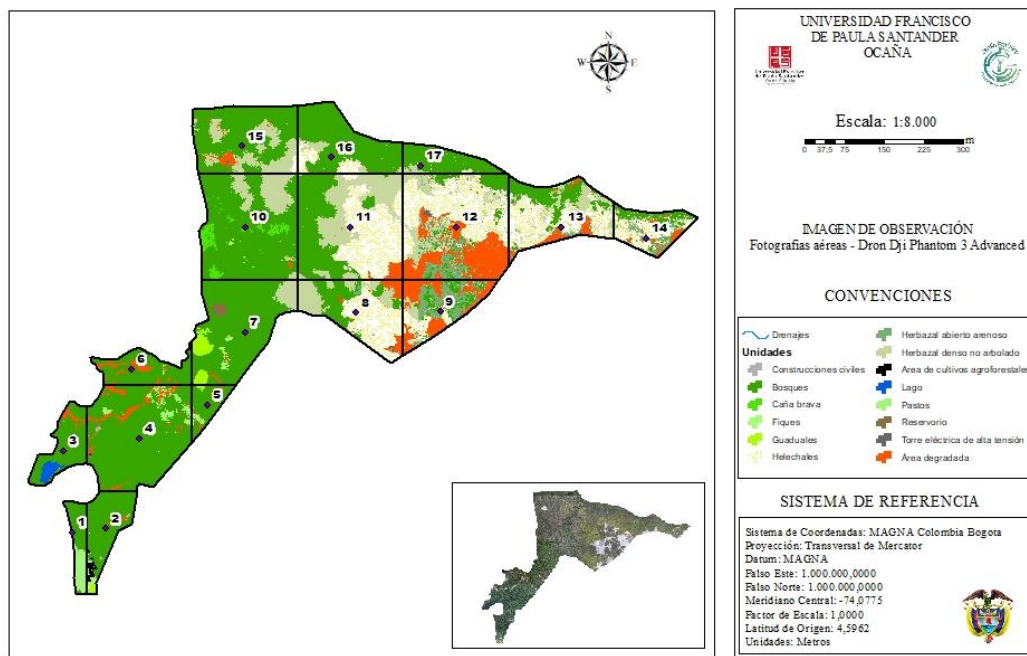 N
W E
S
15
16
17
10
11
12
13
14
8
9
7
6
5
4
3
1
2
UNIVERSIDAD FRANCISCO
DE PAULA SANTANDER
OCAÑA
Universidad Francisco
de Paula Santander
Escala: 1:8.000
m
0 37,5 75 150 225 300
IMAGEN DE OBSERVACIÓN
Fotografías aéreas - Dron Dji Phantom 3 Advanced
CONVENCIONES
Drenajes
Unidades
Construcciones civiles
Bosques
Caña brava
Fiques
Guaduales
Helechales
Herbazal abierto arenoso
Herbazal denso no arbolado
Area de cultivos agroforestales
Lago
Pastos
Reservorio
Torre eléctrica de alta tensión
Área degradada
SISTEMA DE REFERENCIA
Sistema de Coordenadas: MAGNA Colombia Bogota
Proyección: Transversal de Mercator
Datum: MAGNA
Falso Este: 1.000.000,0000
Falso Norte: 1.000.000,0000
Meridiano Central: -74,0775
Factor de Escala: 1,0000
Latitud de Origen: 4,5962
Unidades: Metros